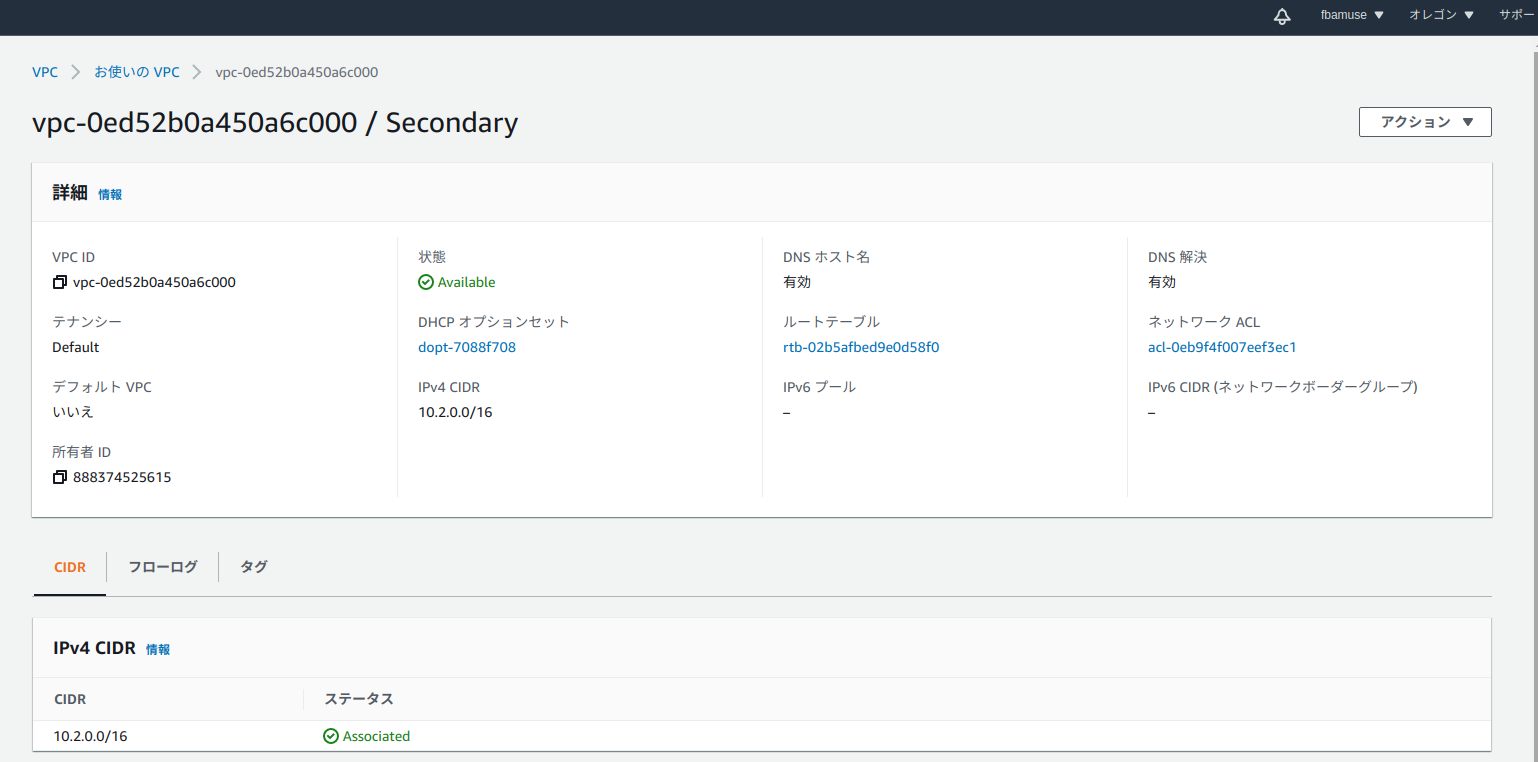 fbamuse オレゴン サポー
VPC お使いの VPC vpc-0ed52b0a450a6c000
vpc-0ed52b0a450a6c000 / Secondary
アクション
詳細 情報
VPC ID 状態 DNS ホスト名 DNS 解決
vpc-0ed52b0a450a6c000 Available 有効 有効
テナンシー DHCP オプションセット ルートテーブル ネットワーク ACL
Default dopt-7088f708 rtb-02b5afbed9e0d58f0 acl-0eb9f4f007eef3ec1
デフォルト VPC IPv4 CIDR IPv6 プール IPv6 CIDR (ネットワークボーダーグループ)
いいえ 10.2.0.0/16 – –
所有者 ID
888374525615
CIDR フローログ タグ
IPv4 CIDR 情報
CIDR ステータス
10.2.0.0/16 Associated